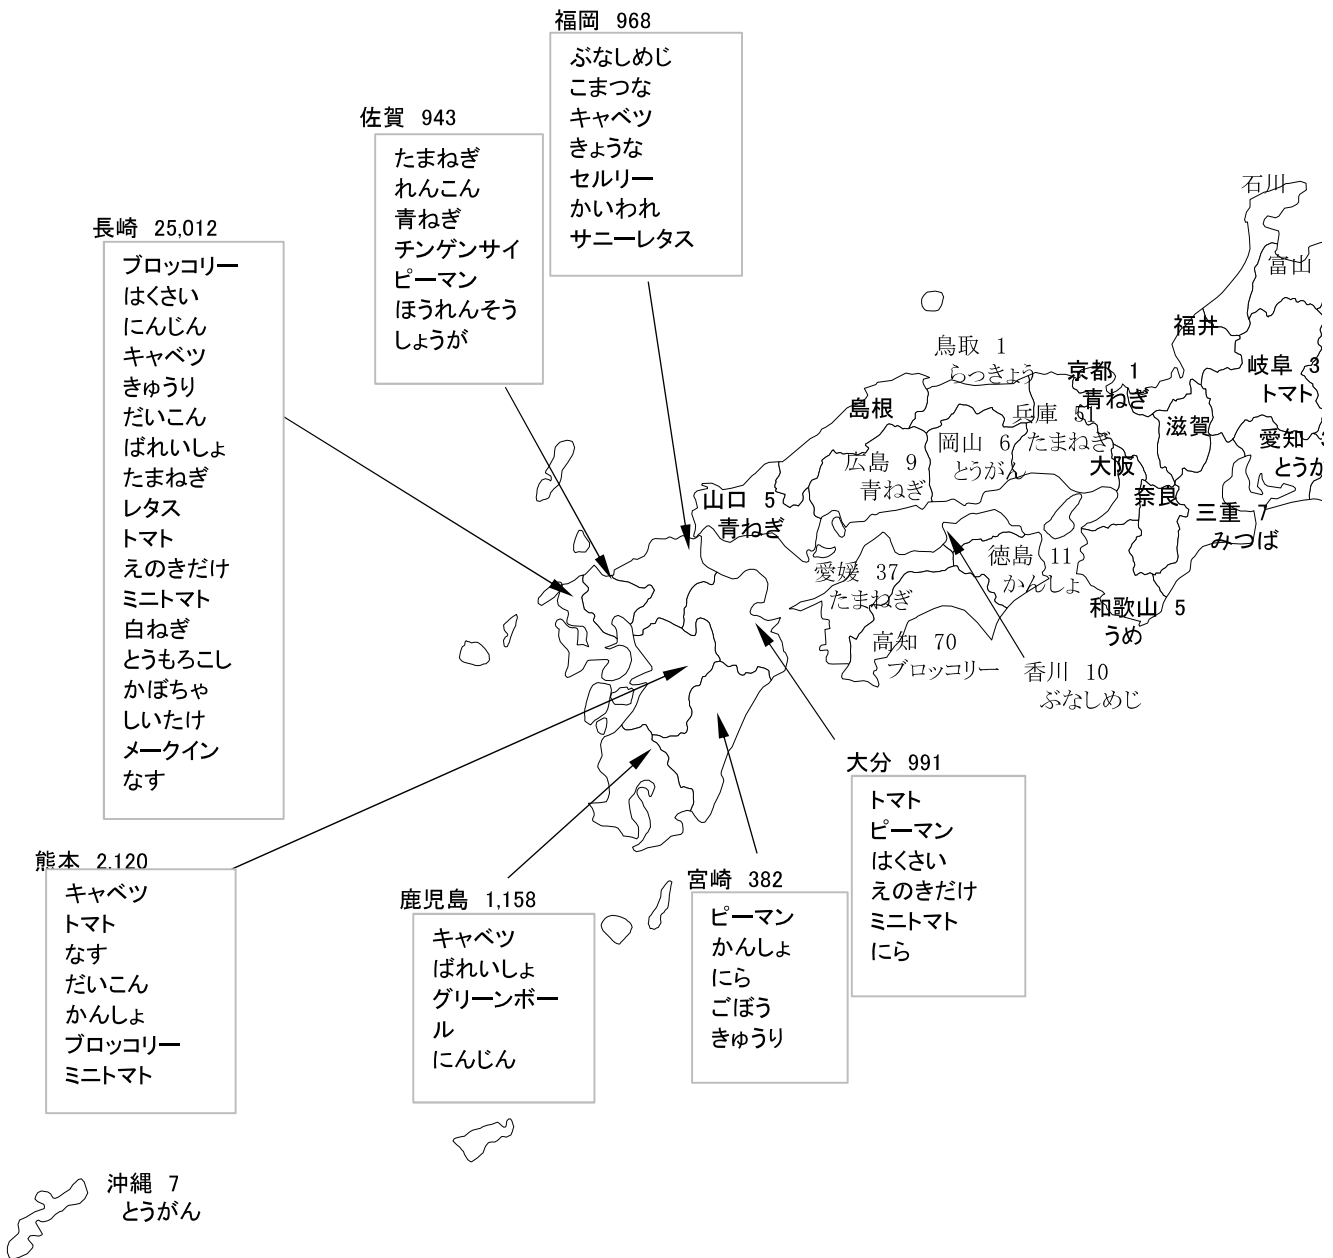 福岡 968
ぶなしめじ
こまつな
キャベツ
きょうな
セルリー
かいわれ
サニーレタス
佐賀 943
たまねぎ
れんこん
青ねぎ
チンゲンサイ
ピーマン
ほうれんそう
しょうが
長崎 25,012
ブロッコリー
はくさい
にんじん
キャベツ
きゅうり
だいこん
ばれいしょ
たまねぎ
レタス
トマト
えのきだけ
ミニトマト
白ねぎ
とうもろこし
かぼちゃ
しいたけ
メークイン
なす
石川
富山
福井
岐阜 3
トマト
鳥取 1
らっきょう
京都 1
青ねぎ
島根
兵庫 51
たまねぎ
滋賀
愛知 3
とうが
岡山 6
とうがん
広島 9
青ねぎ
大阪
奈良
山口 5
青ねぎ
三重 7
みつば
徳島 11
かんしょ
愛媛 37
たまねぎ
和歌山 5
うめ
高知 70
ブロッコリー
香川 10
ぶなしめじ
大分 991
トマト
ピーマン
はくさい
えのきだけ
ミニトマト
にら
熊本 2,120
キャベツ
トマト
なす
だいこん
かんしょ
ブロッコリー
ミニトマト
鹿児島 1,158
キャベツ
ばれいしょ
グリーンボー
ル
にんじん
宮崎 382
ピーマン
かんしょ
にら
ごぼう
きゅうり
沖縄 7
とうがん